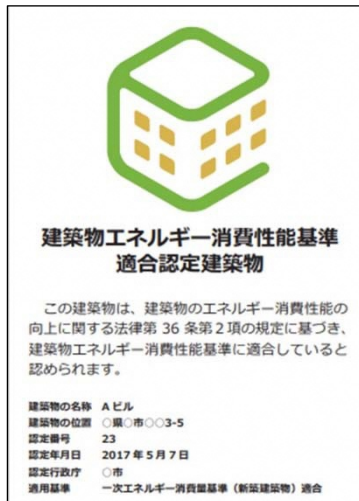 建築物エネルギー消費性能基準
適合認定建築物
この建築物は、建築物のエネルギー消費性能の
向上に関する法律第 36 条第2項の規定に基づき、
建築物エネルギー消費性能基準に適合していると
認められます。
建築物の名称 A ビル
建築物の位置 ○県○市○○3-5
認定番号 23
認定年月日 2017 年 5 月 7 日
認定行政庁 ○市
適用基準 一次エネルギー消費量基準（新築建築物）適合